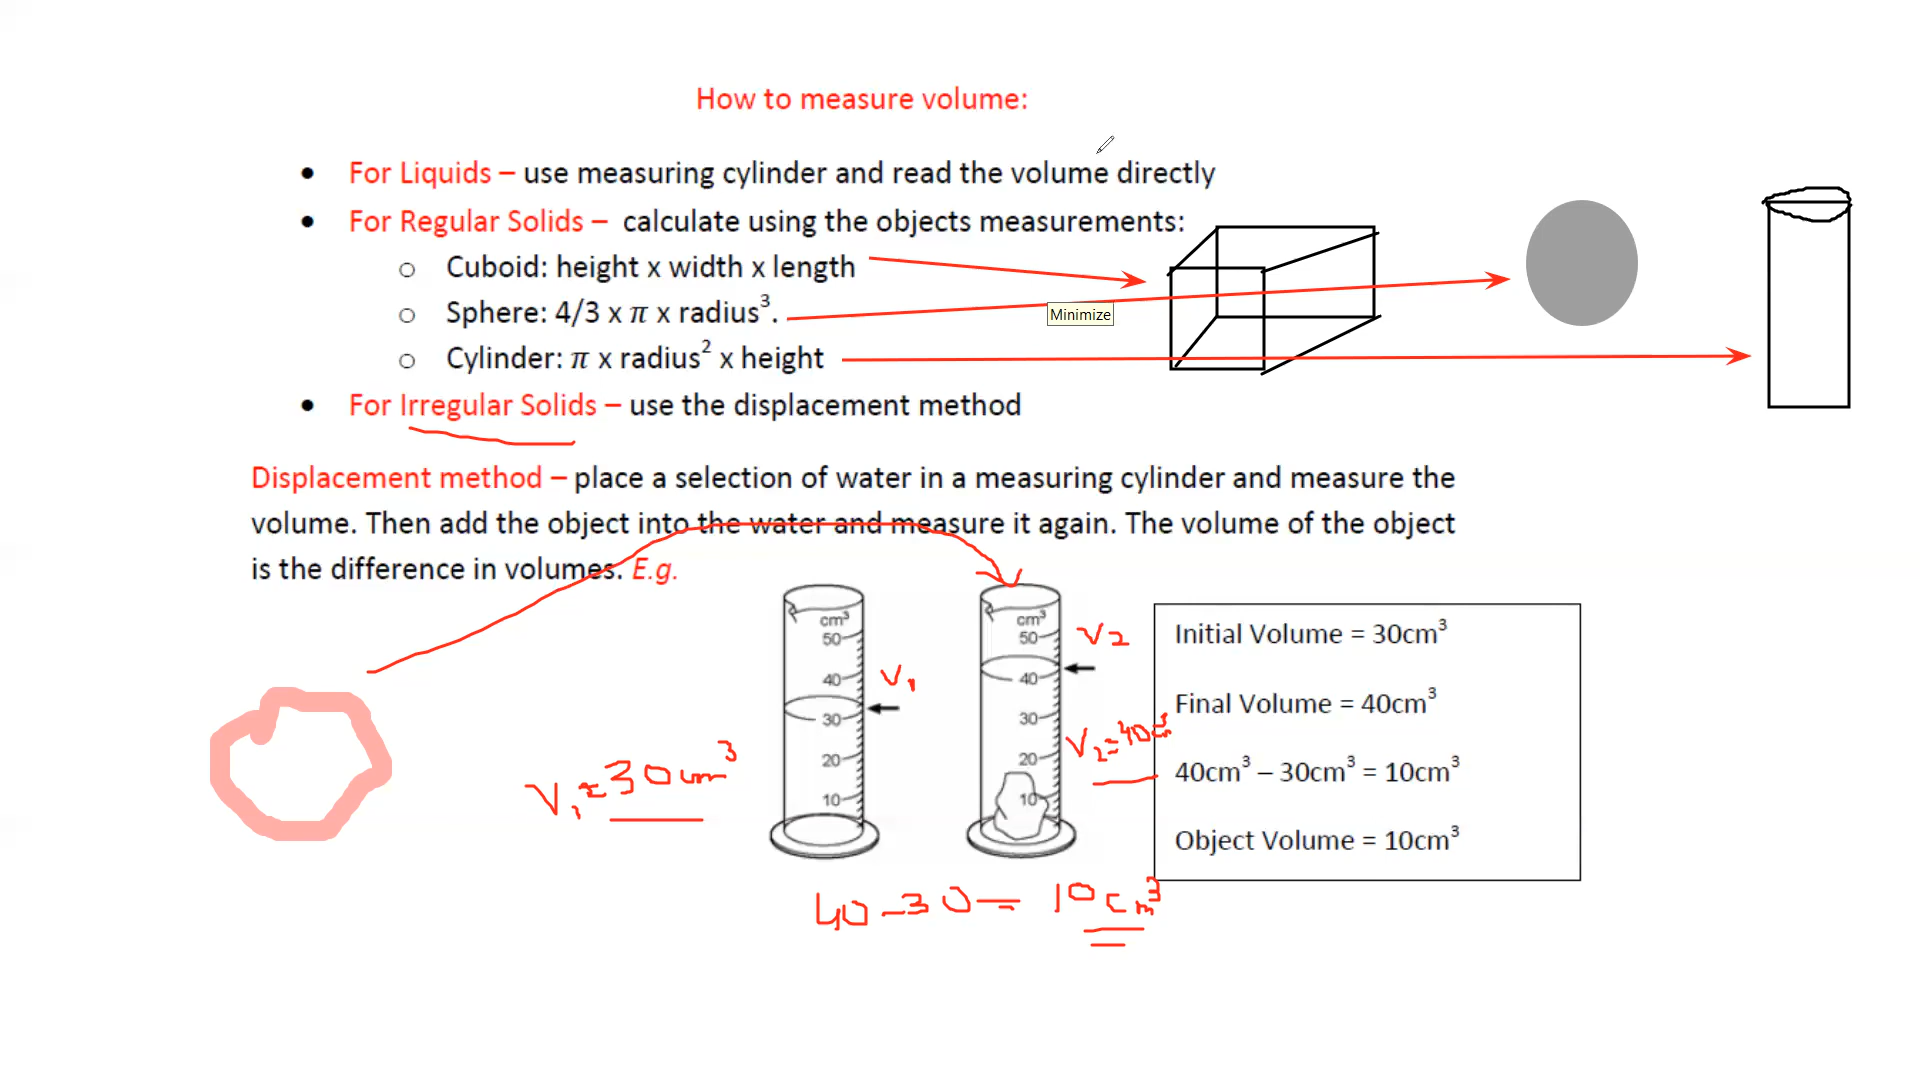 How to measure volume:
• For Liquids – use measuring cylinder and read the volume directly
• For Regular Solids – calculate using the objects measurements:
o Cuboid: height x width x length
o Sphere: 4/3 x π x radius³.
Minimize
o Cylinder: π x radius² x height
• For Irregular Solids – use the displacement method
Displacement method – place a selection of water in a measuring cylinder and measure the
volume. Then add the object into the water and measure it again. The volume of the object
is the difference in volumes. E.g.
cm³
50
40
30
20
10
V₁
V₁ = 30cm³
cm³
50
40
30
20
10
V2
V₂=40cm³
Initial Volume = 30cm³
Final Volume = 40cm³
40cm³ – 30cm³ = 10cm³
Object Volume = 10cm³
40-30= 10cm³